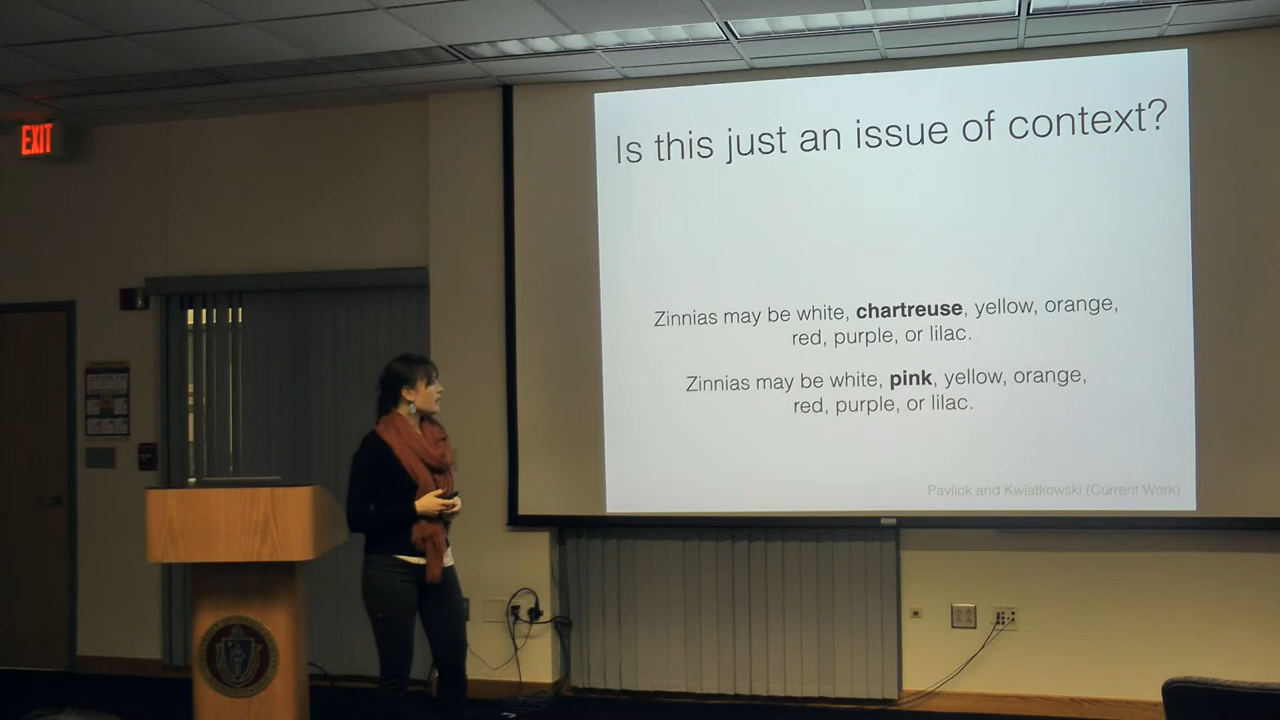 EXIT
Is this just an issue of context?
Zinnias may be white, chartreuse, yellow, orange,
red, purple, or lilac.
Zinnias may be white, pink, yellow, orange,
red, purple, or lilac.
Pavlick and Kwiatkowski (Current Work)